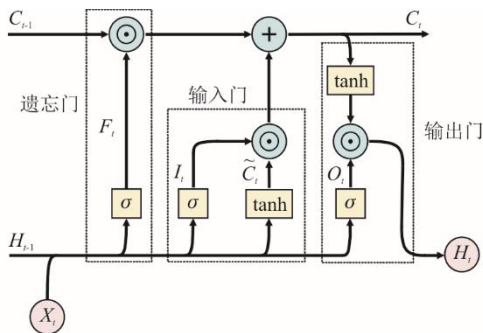 C_{t-1}
C_t
⊙
+
tanh
遗忘门
输入门
输出门
F_t
⊙
⊙
I_t
C̃_t
O_t
σ
σ
tanh
σ
H_{t-1}
H_t
X_t